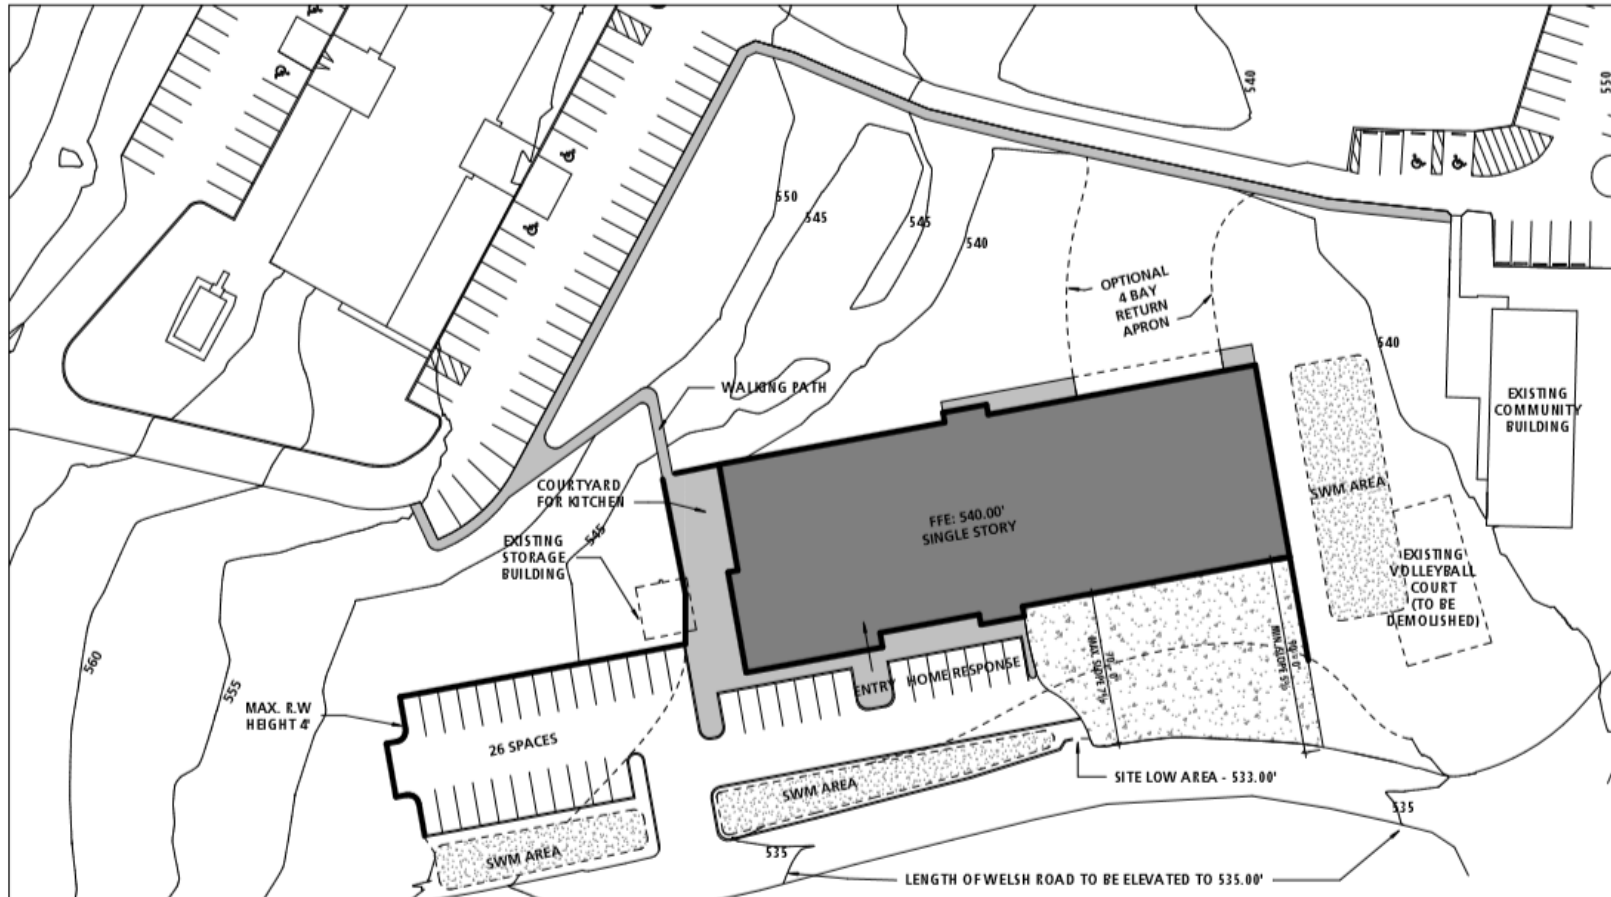 540
550
550
545
545
540
OPTIONAL
4 BAY
RETURN
APRON
540
WALKING PATH
EXISTING
COMMUNITY
BUILDING
COURTYARD
FOR KITCHEN
SWM AREA
FFE: 540.00'
SINGLE STORY
545
EXISTING
STORAGE
BUILDING
EXISTING
VOLLEYBALL
COURT
(TO BE
DEMOLISHED)
560
555
ENTRY
HOME RESPONSE
MAX. R.W
HEIGHT 4'
26 SPACES
SITE LOW AREA - 533.00'
SWM AREA
535
535
SWM AREA
LENGTH OF WELSH ROAD TO BE ELEVATED TO 535.00'